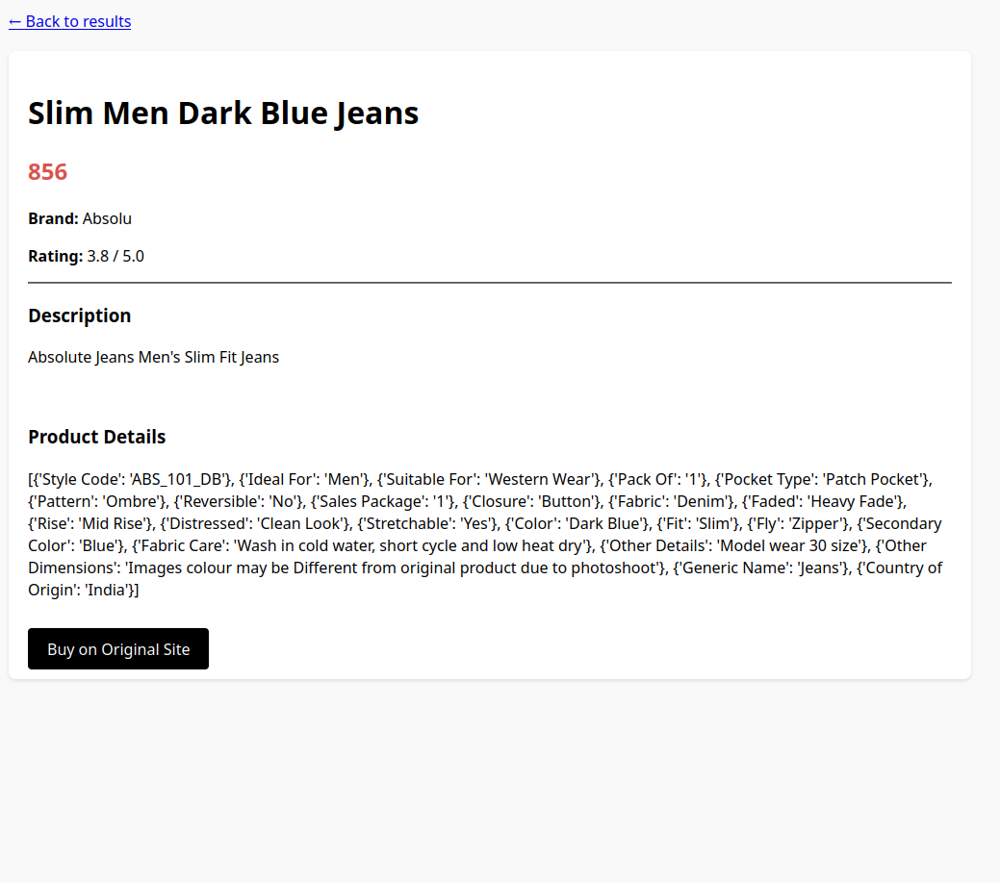 ← Back to results
Slim Men Dark Blue Jeans
856
Brand: Absolu
Rating: 3.8 / 5.0
Description
Absolute Jeans Men's Slim Fit Jeans
Product Details
[{'Style Code': 'ABS_101_DB'}, {'Ideal For': 'Men'}, {'Suitable For': 'Western Wear'}, {'Pack Of': '1'}, {'Pocket Type': 'Patch Pocket'},
{'Pattern': 'Ombre'}, {'Reversible': 'No'}, {'Sales Package': '1'}, {'Closure': 'Button'}, {'Fabric': 'Denim'}, {'Faded': 'Heavy Fade'},
{'Rise': 'Mid Rise'}, {'Distressed': 'Clean Look'}, {'Stretchable': 'Yes'}, {'Color': 'Dark Blue'}, {'Fit': 'Slim'}, {'Fly': 'Zipper'}, {'Secondary
Color': 'Blue'}, {'Fabric Care': 'Wash in cold water, short cycle and low heat dry'}, {'Other Details': 'Model wear 30 size'}, {'Other
Dimensions': 'Images colour may be Different from original product due to photoshoot'}, {'Generic Name': 'Jeans'}, {'Country of
Origin': 'India'}]
Buy on Original Site